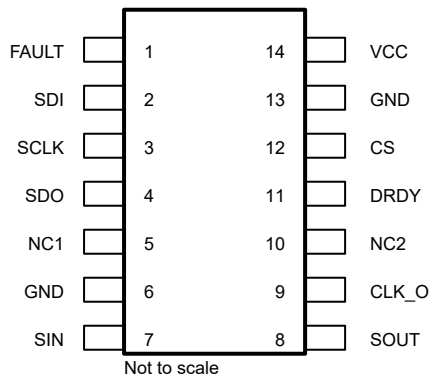 FAULT 1 14 VCC
SDI 2 13 GND
SCLK 3 12 CS
SDO 4 11 DRDY
NC1 5 10 NC2
GND 6 9 CLK_O
SIN 7 8 SOUT
Not to scale